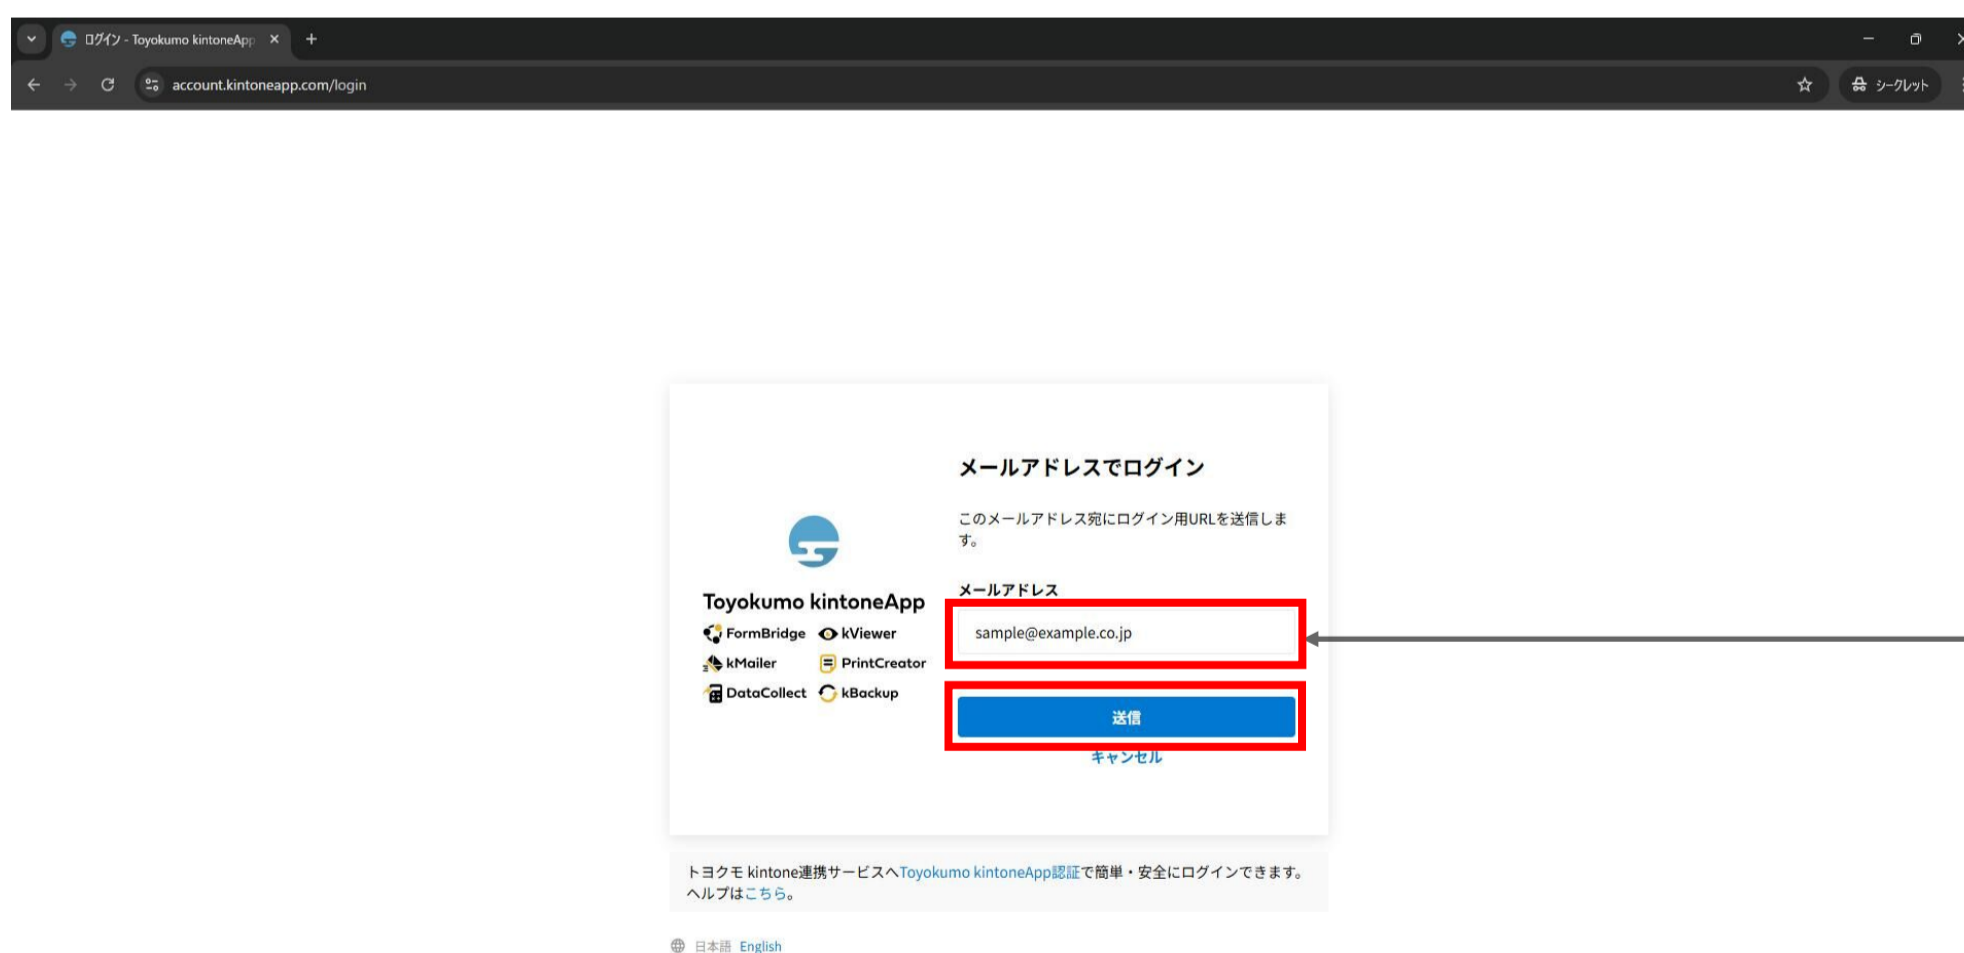 ログイン - Toyokumo kintoneApp
account.kintoneapp.com/login
シークレット
メールアドレスでログイン
このメールアドレス宛にログイン用URLを送信しま
す。
メールアドレス
sample@example.co.jp
送信
キャンセル
Toyokumo kintoneApp
FormBridge kViewer
kMailer PrintCreator
DataCollect kBackup
トヨクモ kintone連携サービスへToyokumo kintoneApp認証で簡単・安全にログインできます。
ヘルプはこちら。
日本語 English